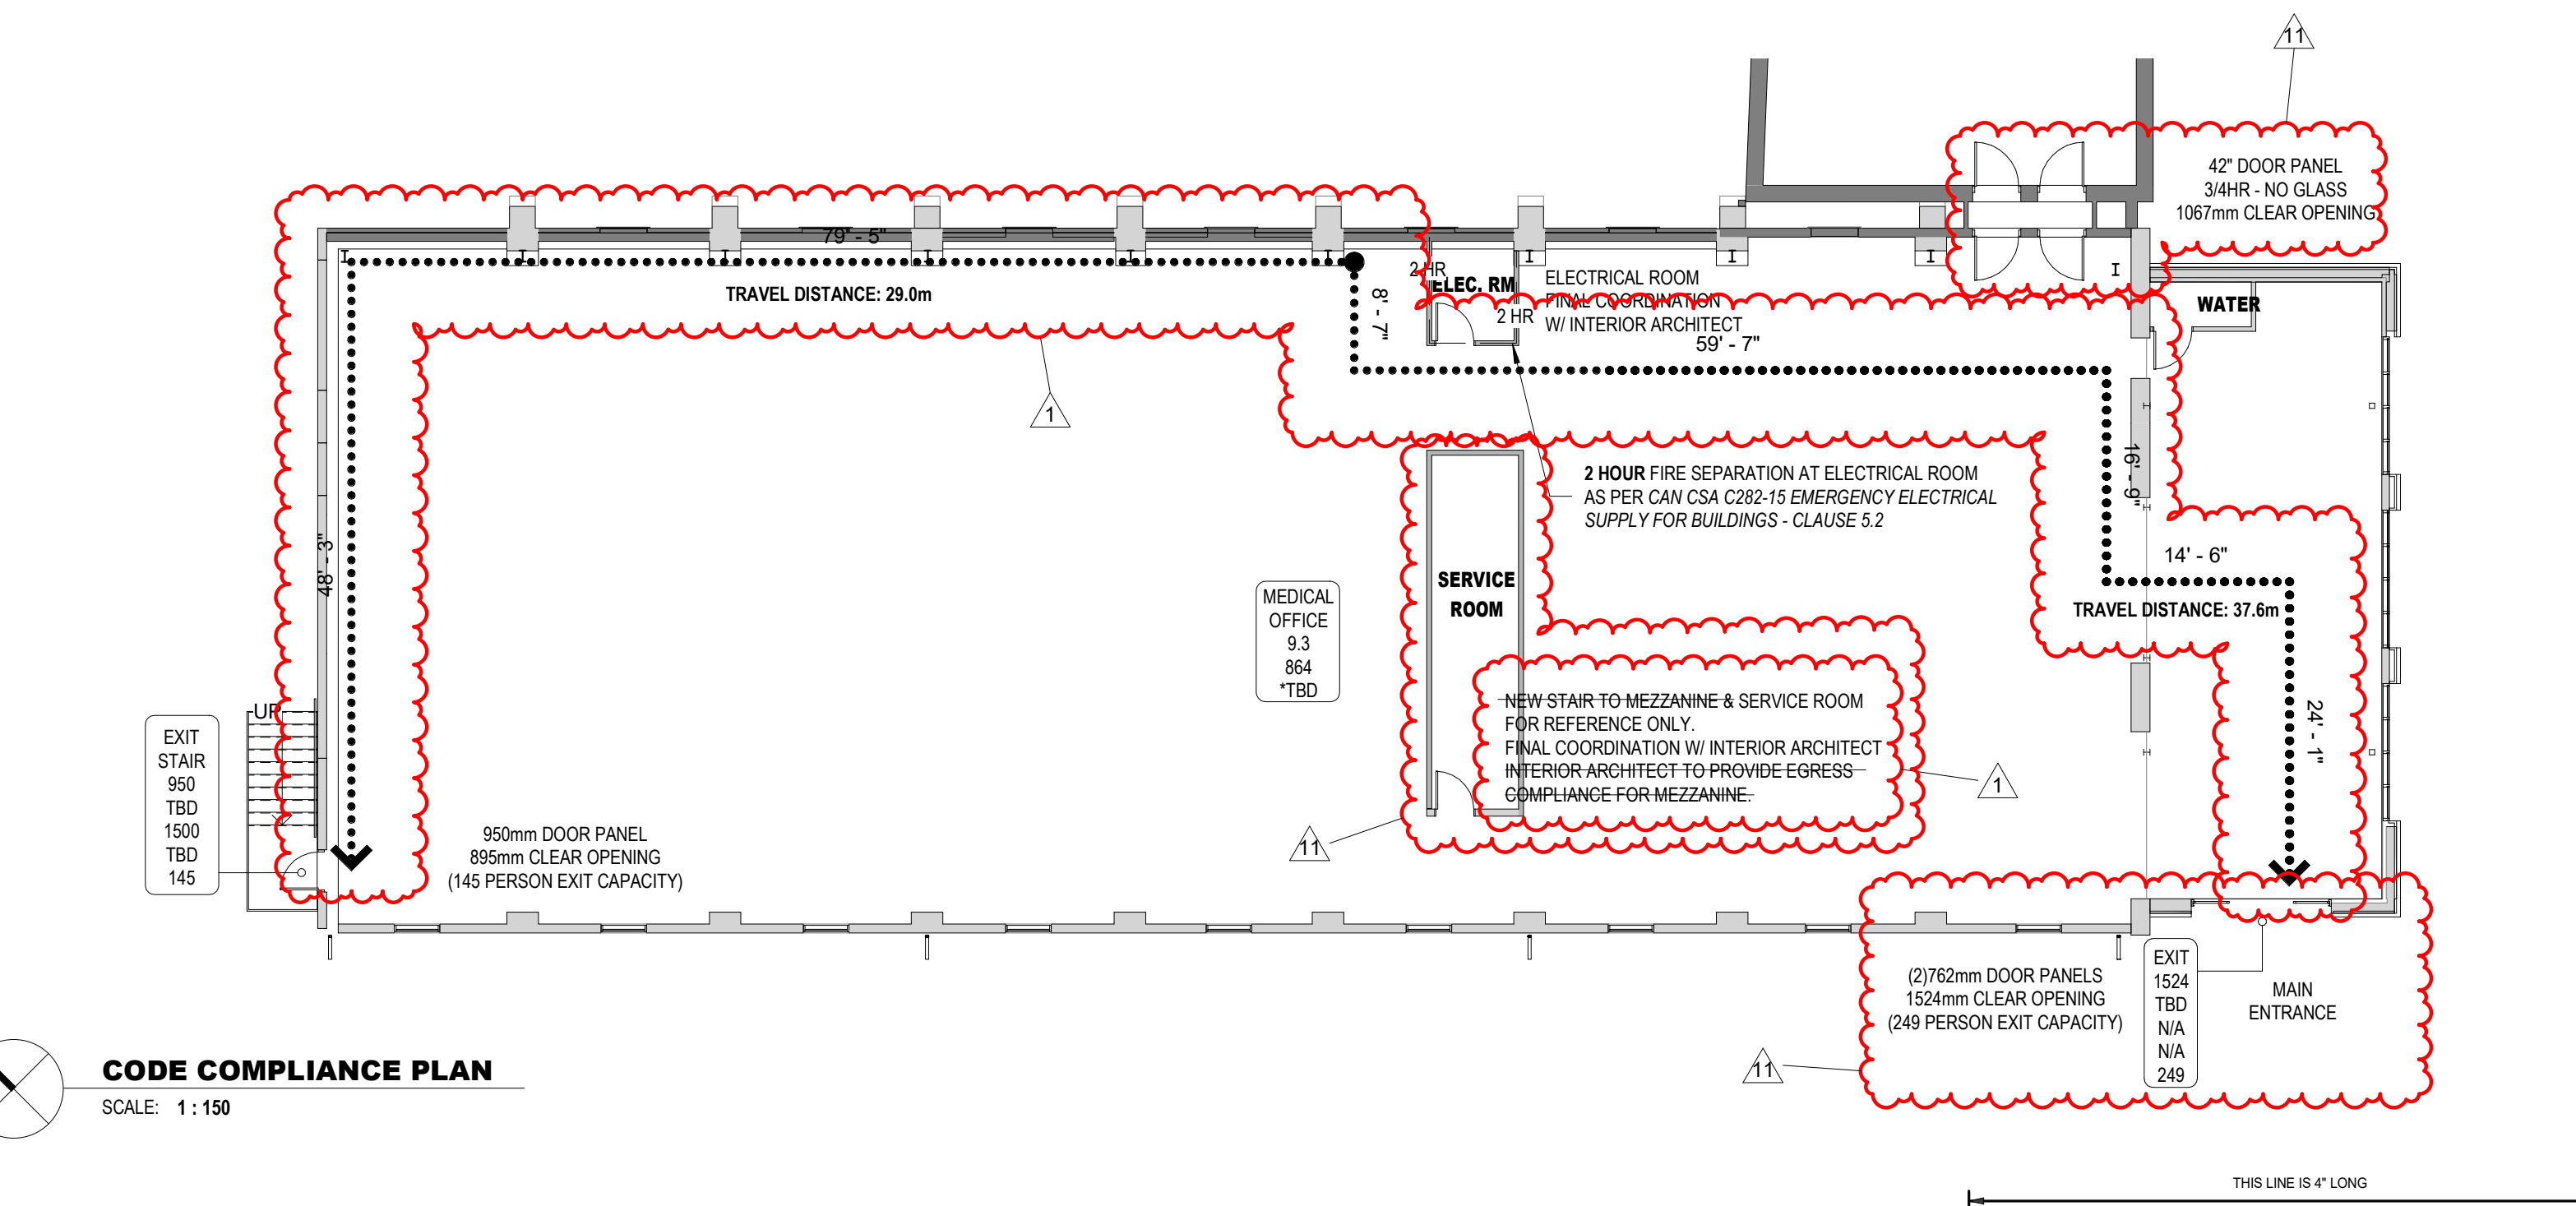 11
42" DOOR PANEL
3/4HR - NO GLASS
1067mm CLEAR OPENING
79' - 5"
TRAVEL DISTANCE: 29.0m
8' - 7"
2 HR
ELEC. RM
2 HR
ELECTRICAL ROOM
FINAL COORDINATION
W/ INTERIOR ARCHITECT
59' - 7"
WATER
1
16' - 9"
2 HOUR FIRE SEPARATION AT ELECTRICAL ROOM
AS PER CAN CSA C282-15 EMERGENCY ELECTRICAL
SUPPLY FOR BUILDINGS - CLAUSE 5.2
48' - 3"
14' - 6"
TRAVEL DISTANCE: 37.6m
SERVICE
ROOM
MEDICAL
OFFICE
9.3
864
*TBD
NEW STAIR TO MEZZANINE & SERVICE ROOM
FOR REFERENCE ONLY.
FINAL COORDINATION W/ INTERIOR ARCHITECT
INTERIOR ARCHITECT TO PROVIDE EGRESS
COMPLIANCE FOR MEZZANINE.
1
24' - 1"
UP
EXIT
STAIR
950
TBD
1500
TBD
145
950mm DOOR PANEL
895mm CLEAR OPENING
(145 PERSON EXIT CAPACITY)
11
(2)762mm DOOR PANELS
1524mm CLEAR OPENING
(249 PERSON EXIT CAPACITY)
EXIT
1524
TBD
N/A
N/A
249
MAIN
ENTRANCE
11
CODE COMPLIANCE PLAN
SCALE: 1 : 150
THIS LINE IS 4" LONG